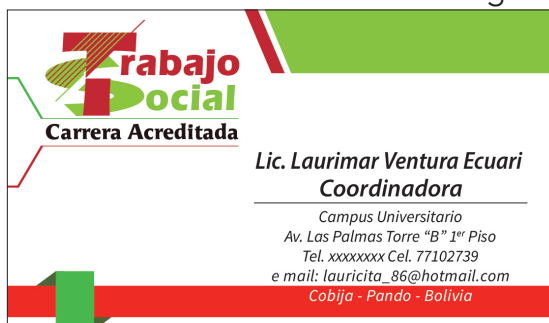 Trabajo
Social
Carrera Acreditada
Lic. Laurimar Ventura Ecuari
Coordinadora
Campus Universitario
Av. Las Palmas Torre “B” 1er Piso
Tel. xxxxxxxx Cel. 77102739
e mail: lauricita_86@hotmail.com
Cobija - Pando - Bolivia